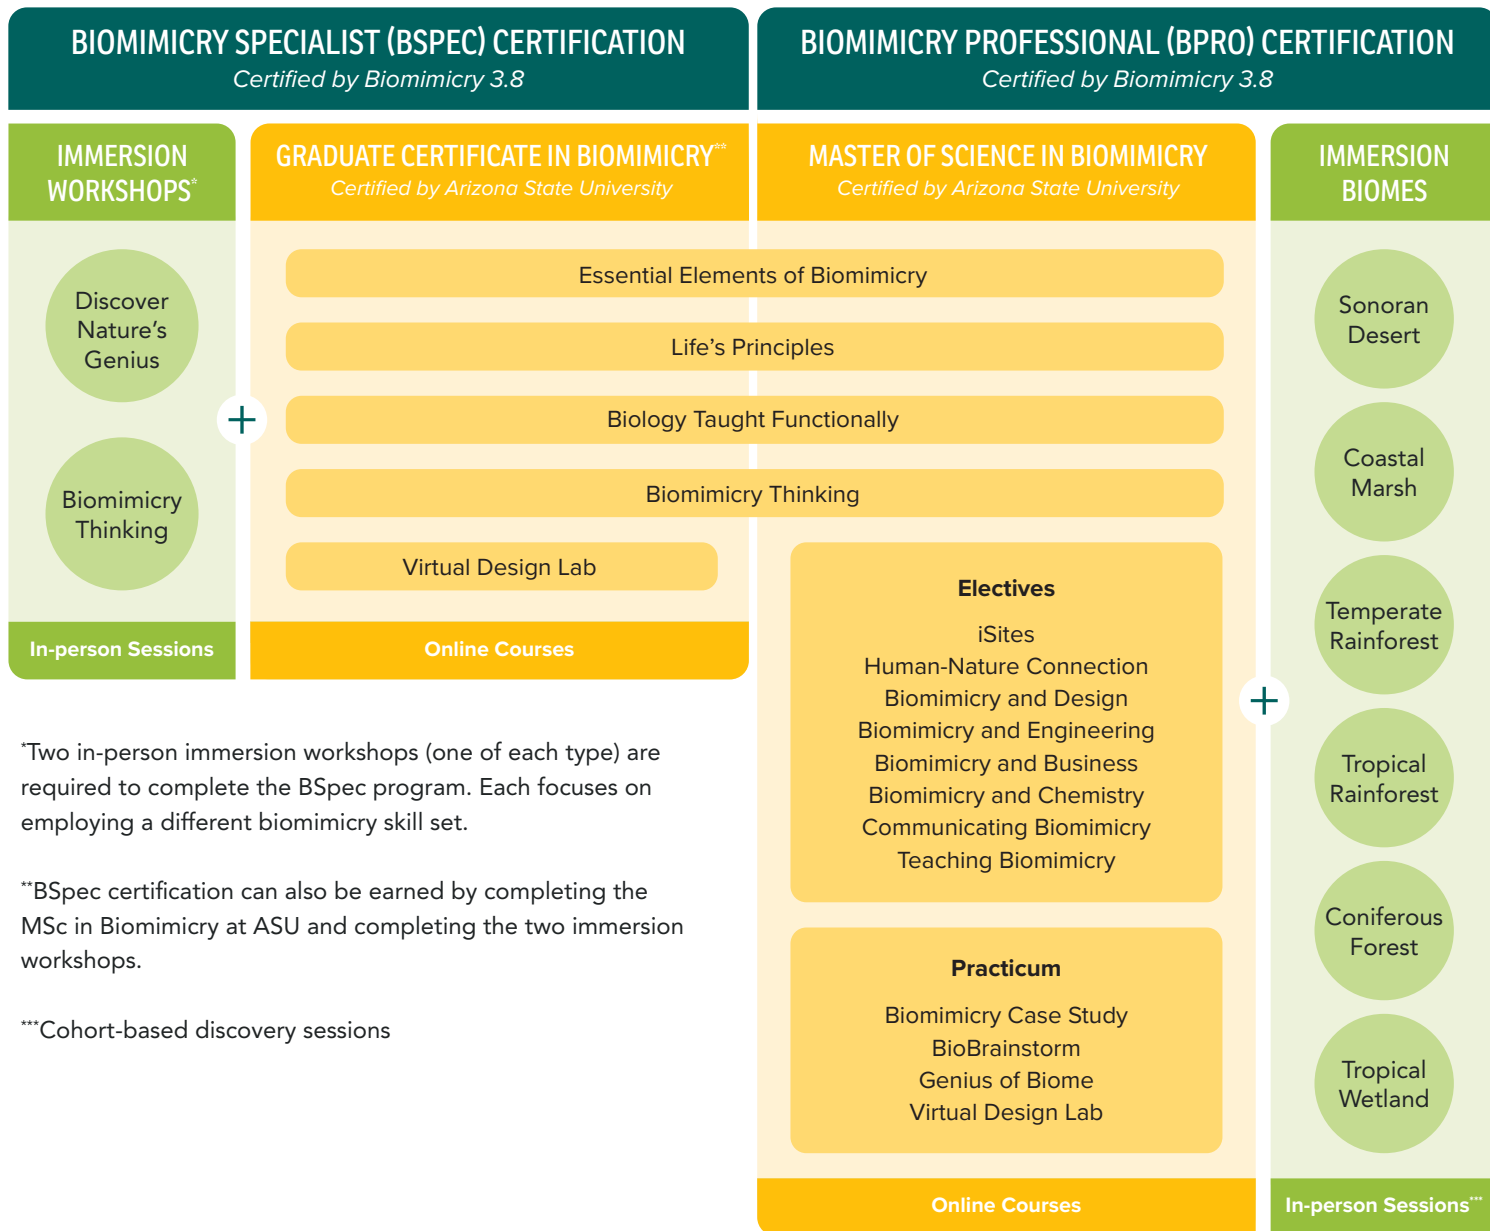 BIOMIMICRY SPECIALIST (BSPEC) CERTIFICATION
Certified by Biomimicry 3.8
BIOMIMICRY PROFESSIONAL (BPRO) CERTIFICATION
Certified by Biomimicry 3.8
IMMERSION
WORKSHOPS*
GRADUATE CERTIFICATE IN BIOMIMICRY**
Certified by Arizona State University
MASTER OF SCIENCE IN BIOMIMICRY
Certified by Arizona State University
IMMERSION
BIOMES
Discover
Nature’s
Genius
+
Biomimicry
Thinking
In-person Sessions
Essential Elements of Biomimicry
Life’s Principles
Biology Taught Functionally
Biomimicry Thinking
Virtual Design Lab
Online Courses
Electives
iSites
Human-Nature Connection
Biomimicry and Design
Biomimicry and Engineering
Biomimicry and Business
Biomimicry and Chemistry
Communicating Biomimicry
Teaching Biomimicry
Practicum
Biomimicry Case Study
BioBrainstorm
Genius of Biome
Virtual Design Lab
Online Courses
+
Sonoran
Desert
Coastal
Marsh
Temperate
Rainforest
Tropical
Rainforest
Coniferous
Forest
Tropical
Wetland
In-person Sessions***
*Two in-person immersion workshops (one of each type) are
required to complete the BSpec program. Each focuses on
employing a different biomimicry skill set.
**BSpec certification can also be earned by completing the
MSc in Biomimicry at ASU and completing the two immersion
workshops.
***Cohort-based discovery sessions